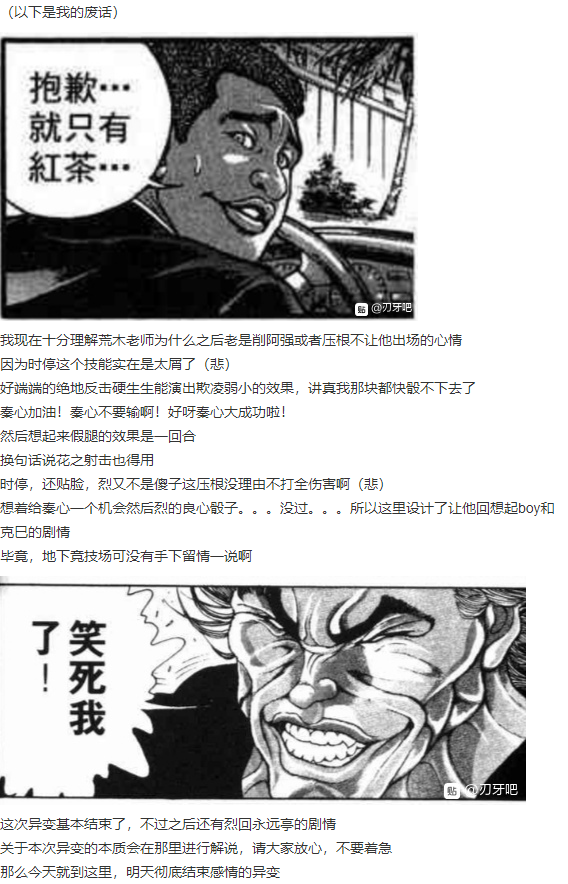 （以下是我的废话）
抱歉…
就只有
紅茶…
贴 @刃牙吧
我现在十分理解荒木老师为什么之后老是削阿强或者压根不让他出场的心情
因为时停这个技能实在是太屑了（悲）
好端端的绝地反击硬生生能演出欺凌弱小的效果，讲真我那块都快骰不下去了
秦心加油！秦心不要输啊！好呀秦心大成功啦！
然后想起来假腿的效果是一回合
换句话说花之射击也得用
时停，还贴脸，烈又不是傻子这压根没理由不打全伤害啊（悲）
想着给秦心一个机会然后烈的良心骰子。。。没过。。。所以这里设计了让他回想起boy和
克巳的剧情
毕竟，地下竞技场可没有手下留情一说啊
笑死我
了！
贴 @刃牙吧
这次异变基本结束了，不过之后还有烈回永远亭的剧情
关于本次异变的本质会在那里进行解说，请大家放心，不要着急
那么今天就到这里，明天彻底结束感情的异变